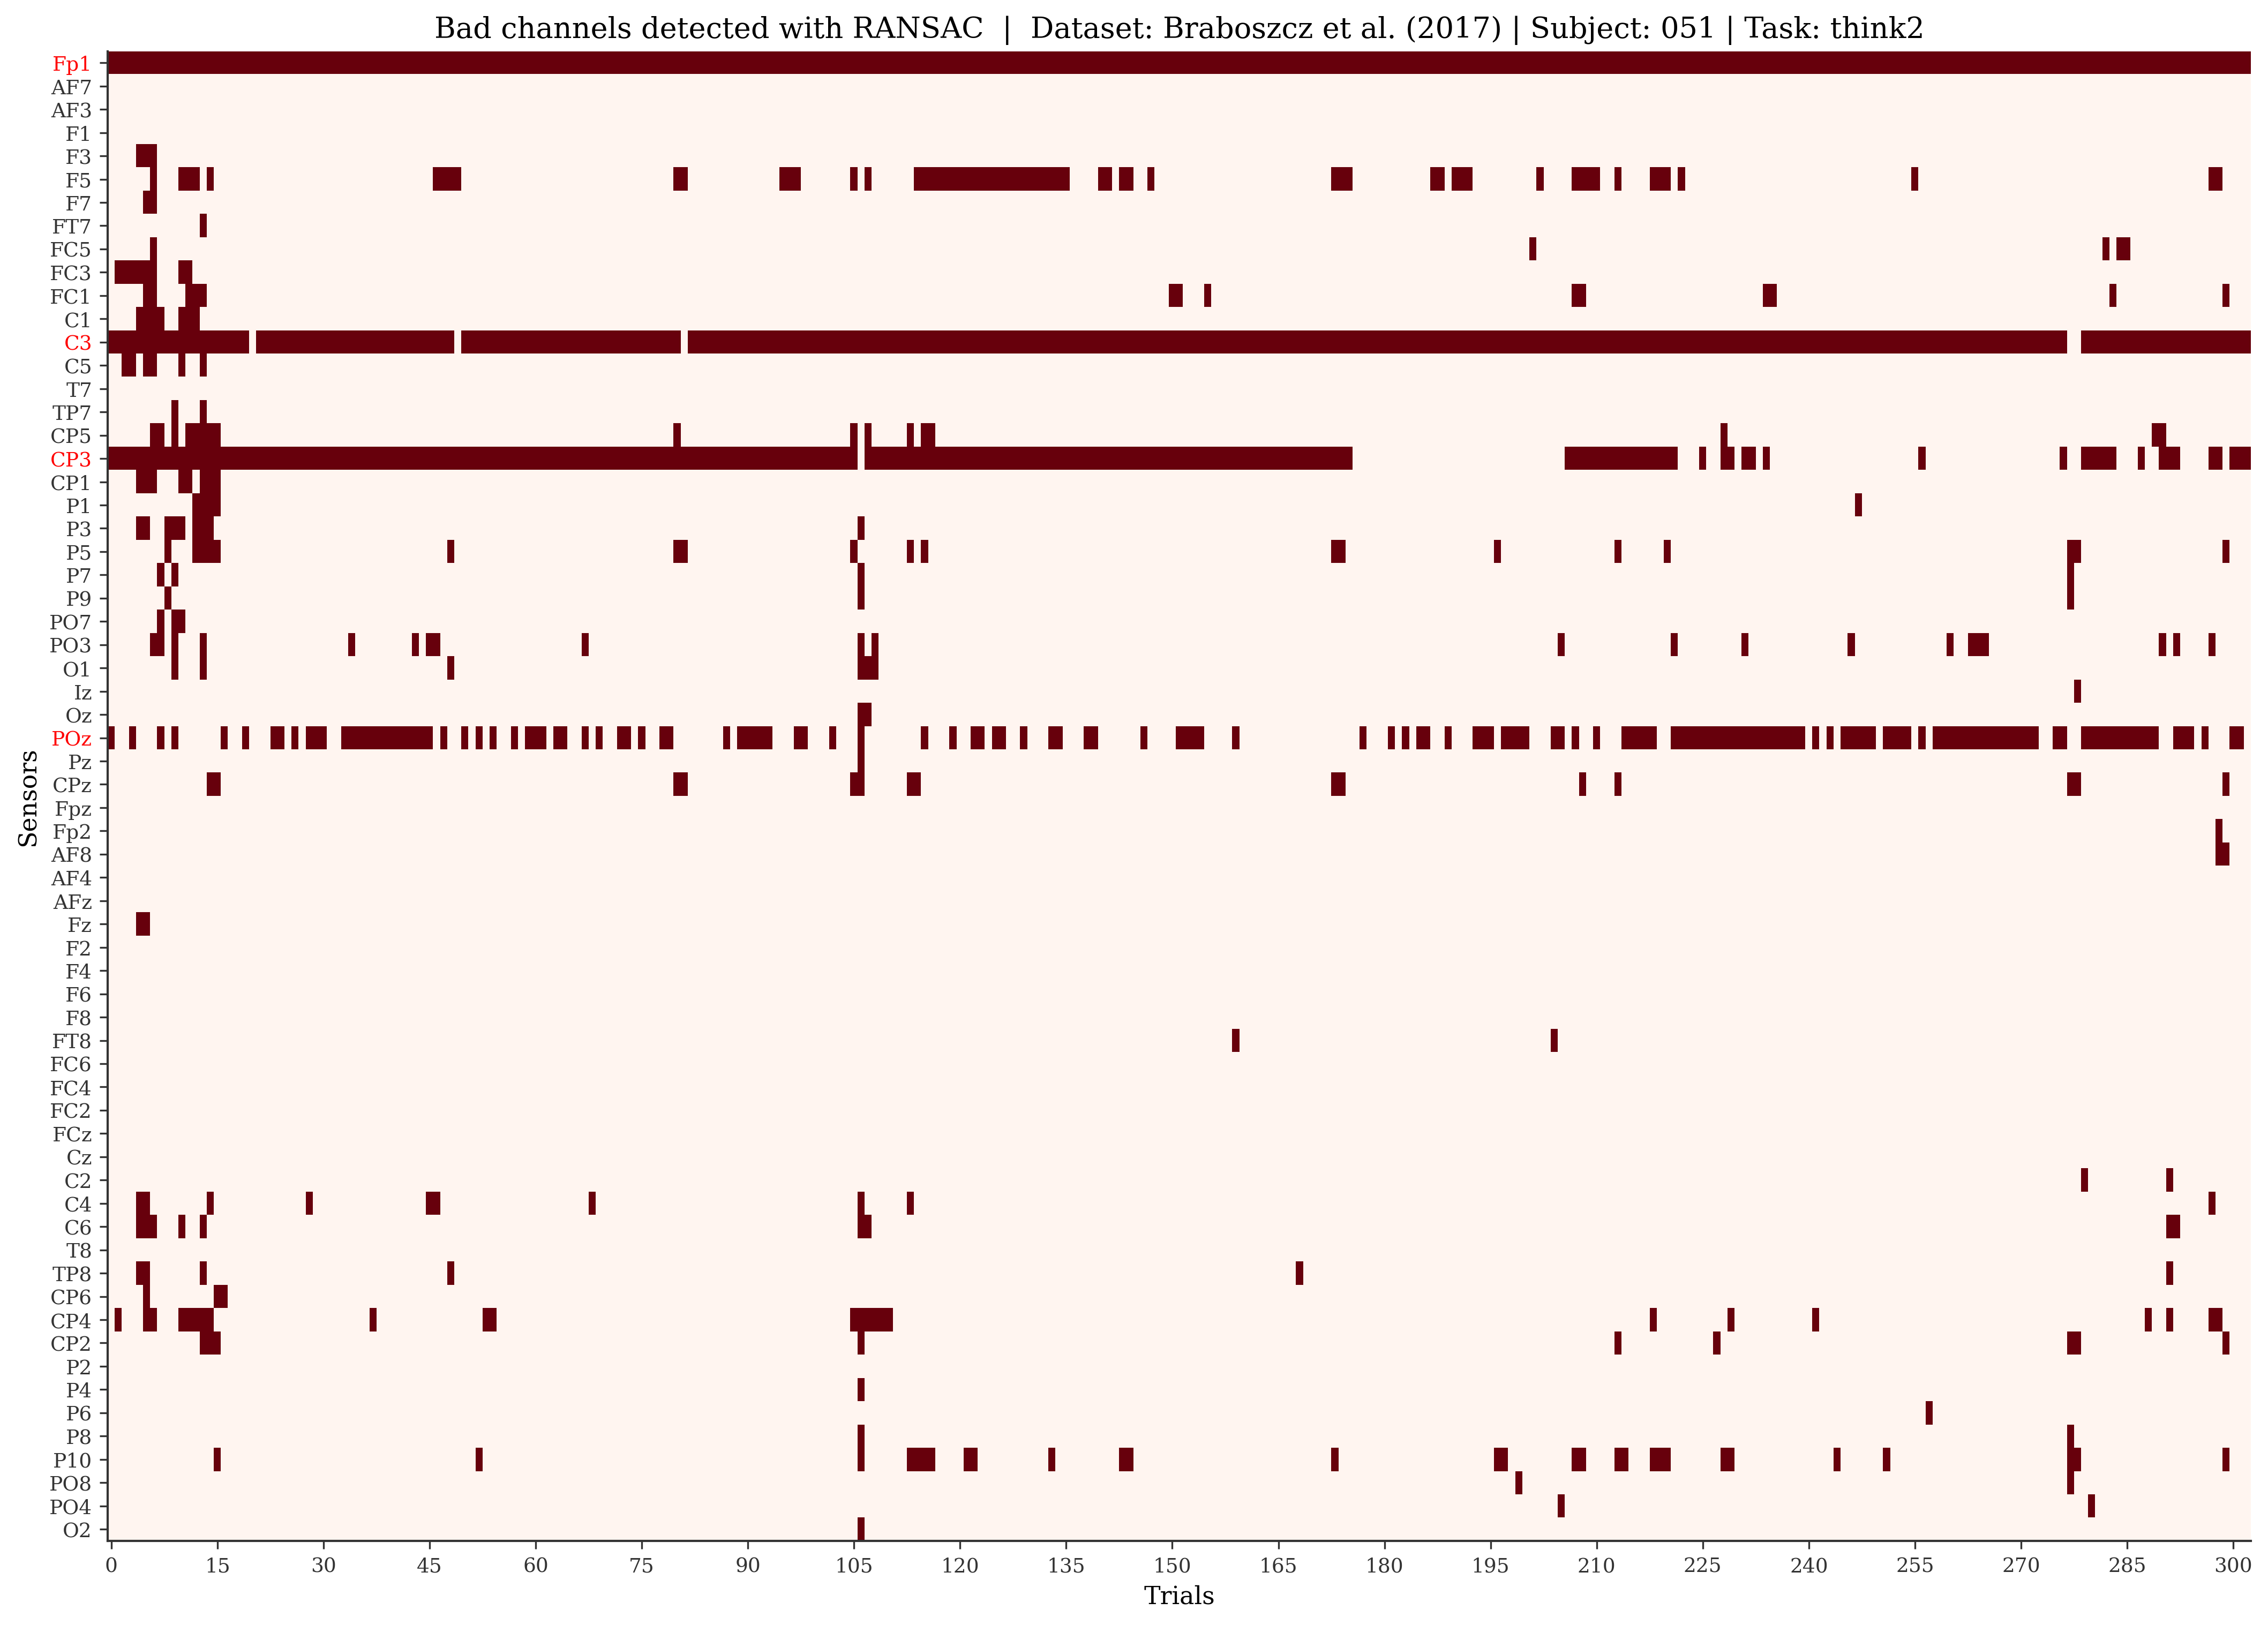 Bad channels detected with RANSAC | Dataset: Braboszcz et al. (2017) | Subject: 051 | Task: think2
Sensors
Fp1
AF7
AF3
F1
F3
F5
F7
FT7
FC5
FC3
FC1
C1
C3
C5
T7
TP7
CP5
CP3
CP1
P1
P3
P5
P7
P9
PO7
PO3
O1
Iz
Oz
POz
Pz
CPz
Fpz
Fp2
AF8
AF4
AFz
Fz
F2
F4
F6
F8
FT8
FC6
FC4
FC2
FCz
Cz
C2
C4
C6
T8
TP8
CP6
CP4
CP2
P2
P4
P6
P8
P10
PO8
PO4
O2
0 15 30 45 60 75 90 105 120 135 150 165 180 195 210 225 240 255 270 285 300
Trials